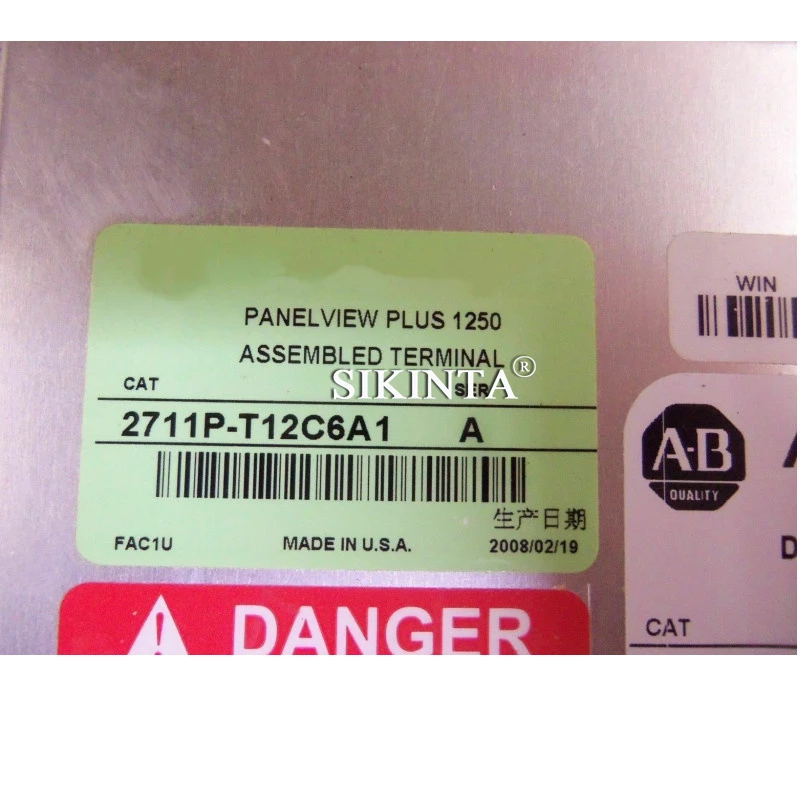 PANELVIEW PLUS 1250
ASSEMBLED TERMINAL
SIKINTA®
CAT SER
2711P-T12C6A1 A
生产日期
FAC1U MADE IN U.S.A. 2008/02/19
DANGER
WIN
A-B
QUALITY
CAT